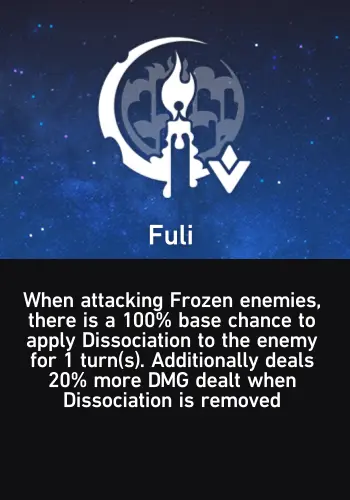 Fuli
When attacking Frozen enemies,
there is a 100% base chance to
apply Dissociation to the enemy
for 1 turn(s). Additionally deals
20% more DMG dealt when
Dissociation is removed